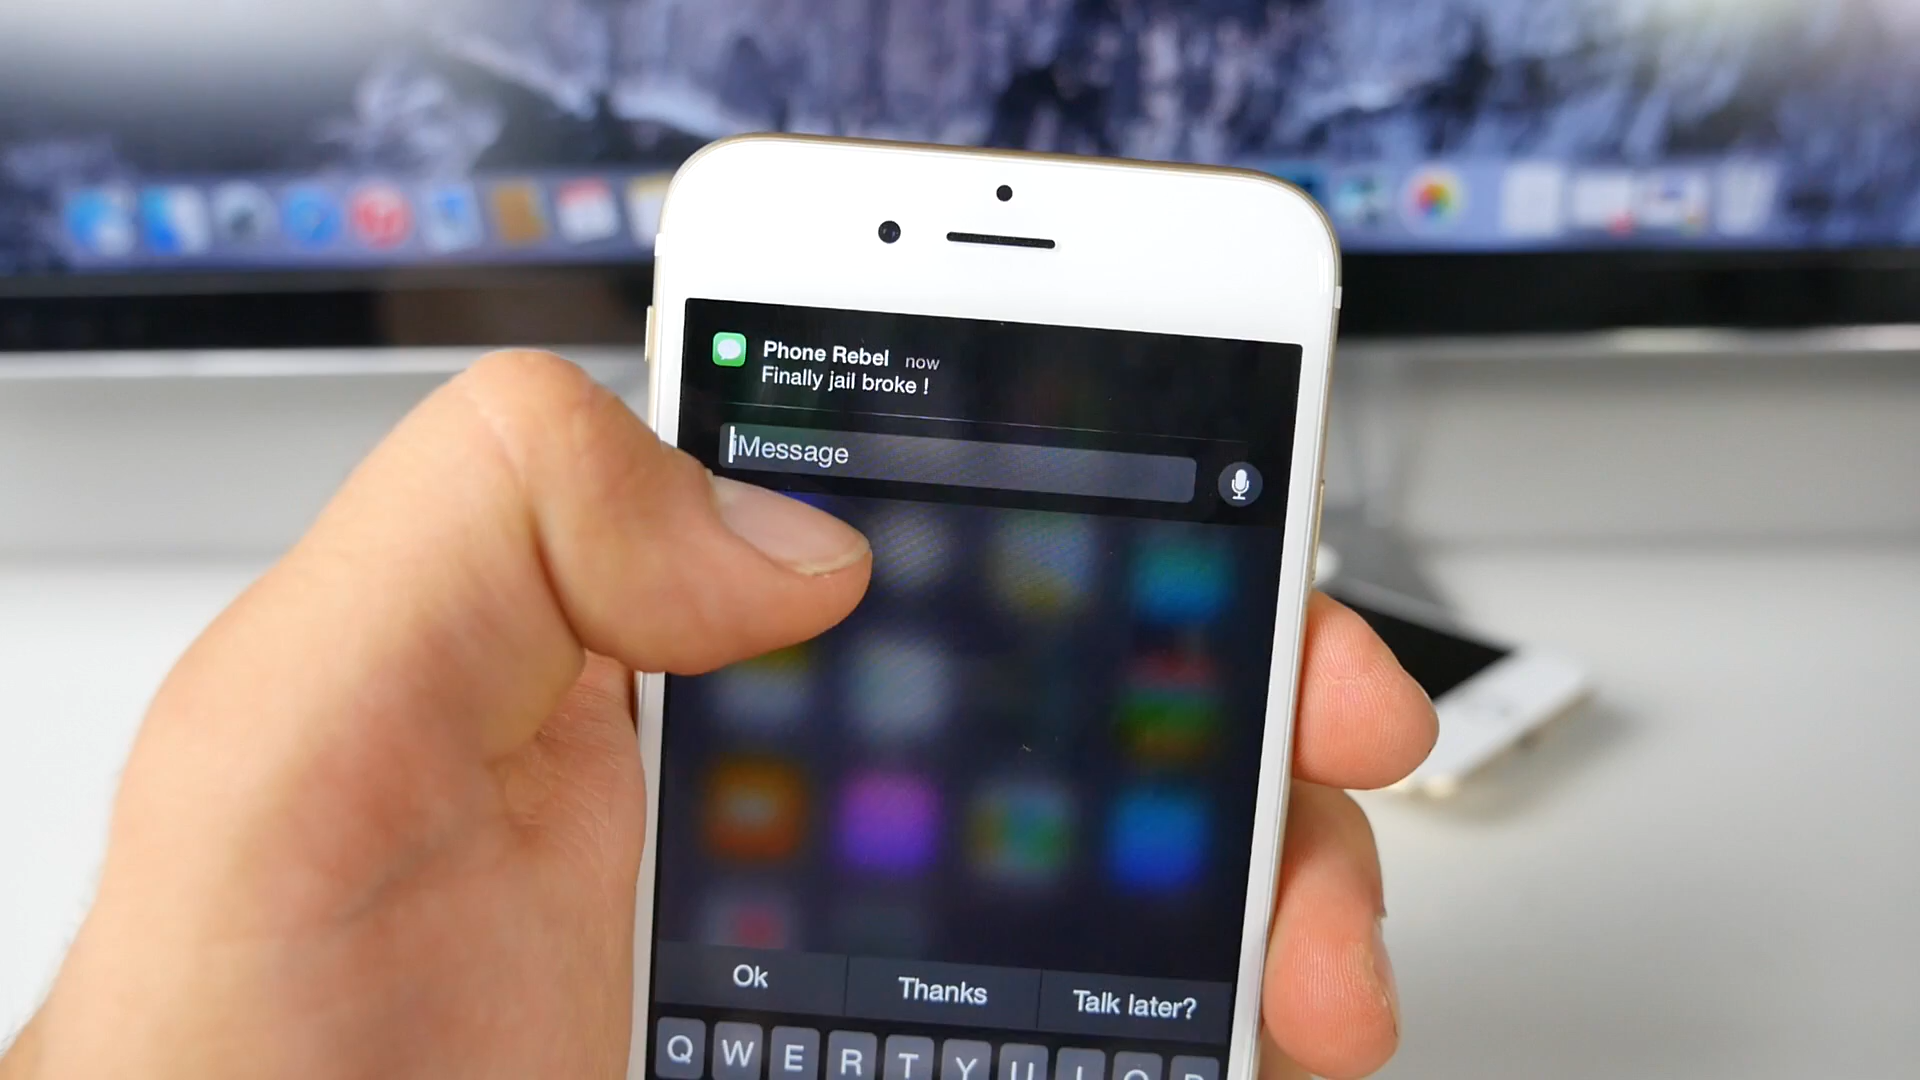 Phone Rebel now
Finally jail broke !
iMessage
Ok Thanks Talk later?
Q W E R T Y U I O P